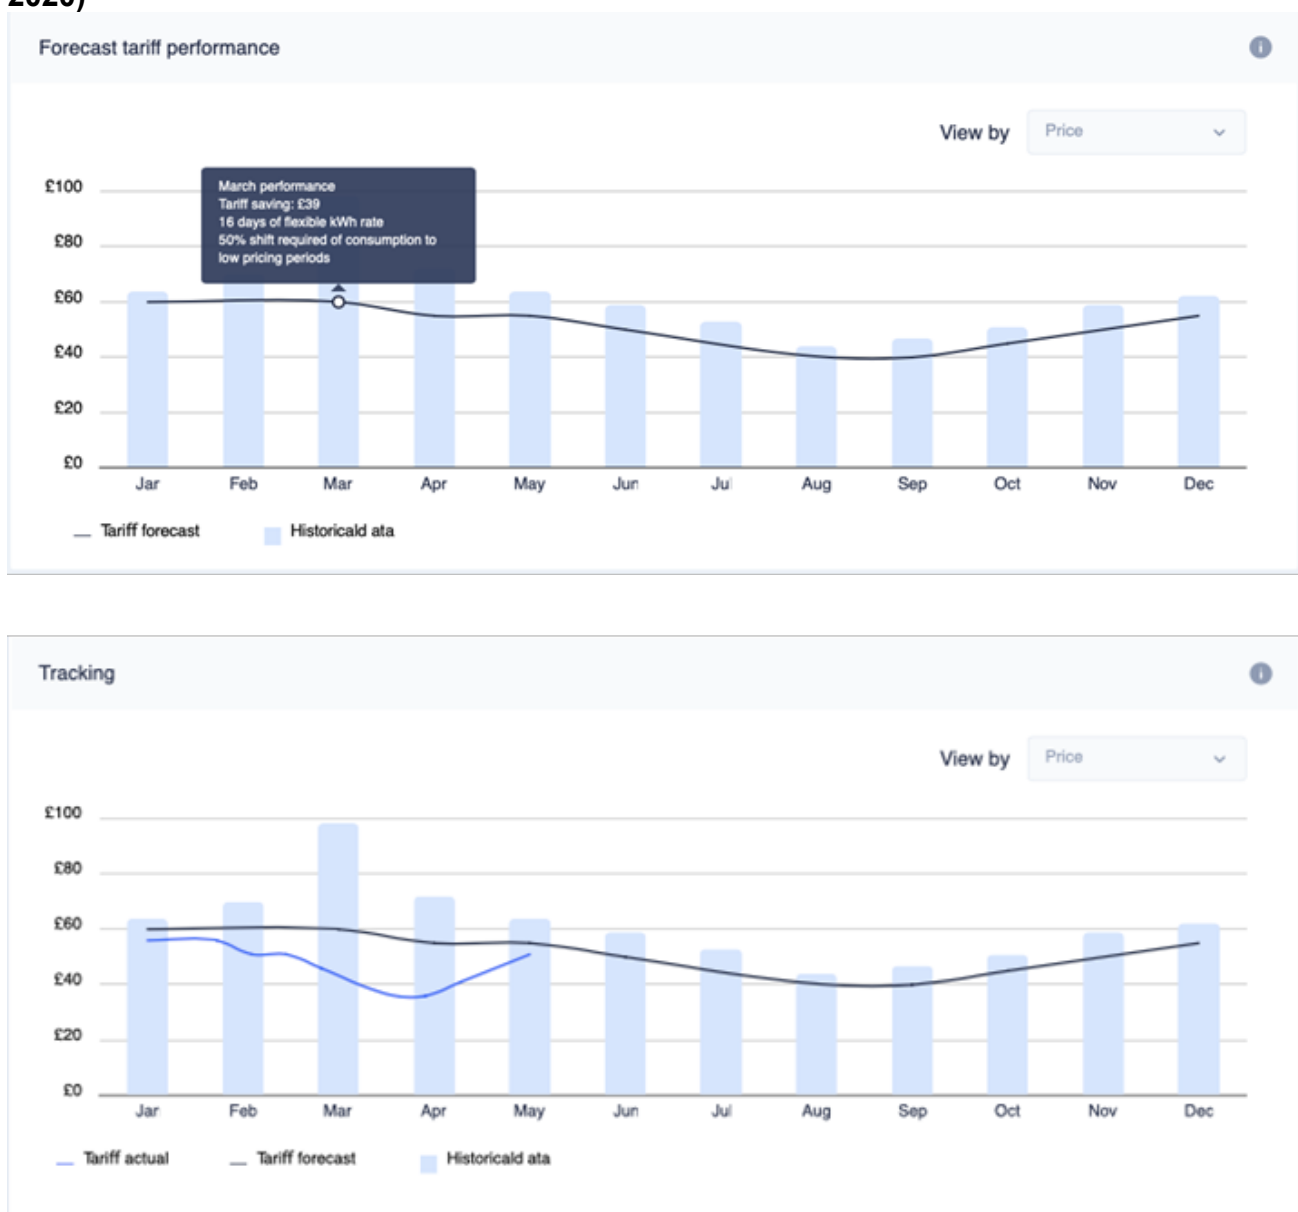 2020)
Forecast tariff performance
View by Price
£100
£80
£60
£40
£20
£0
March performance
Tariff saving: £39
16 days of flexible kWh rate
50% shift required of consumption to
low pricing periods
Jar Feb Mar Apr May Jun Jul Aug Sep Oct Nov Dec
Tariff forecast Historicald ata
Tracking
View by Price
£100
£80
£60
£40
£20
£0
Jan Feb Mar Apr May Jun Jul Aug Sep Oct Nov Dec
Tariff actual Tariff forecast Historicald ata